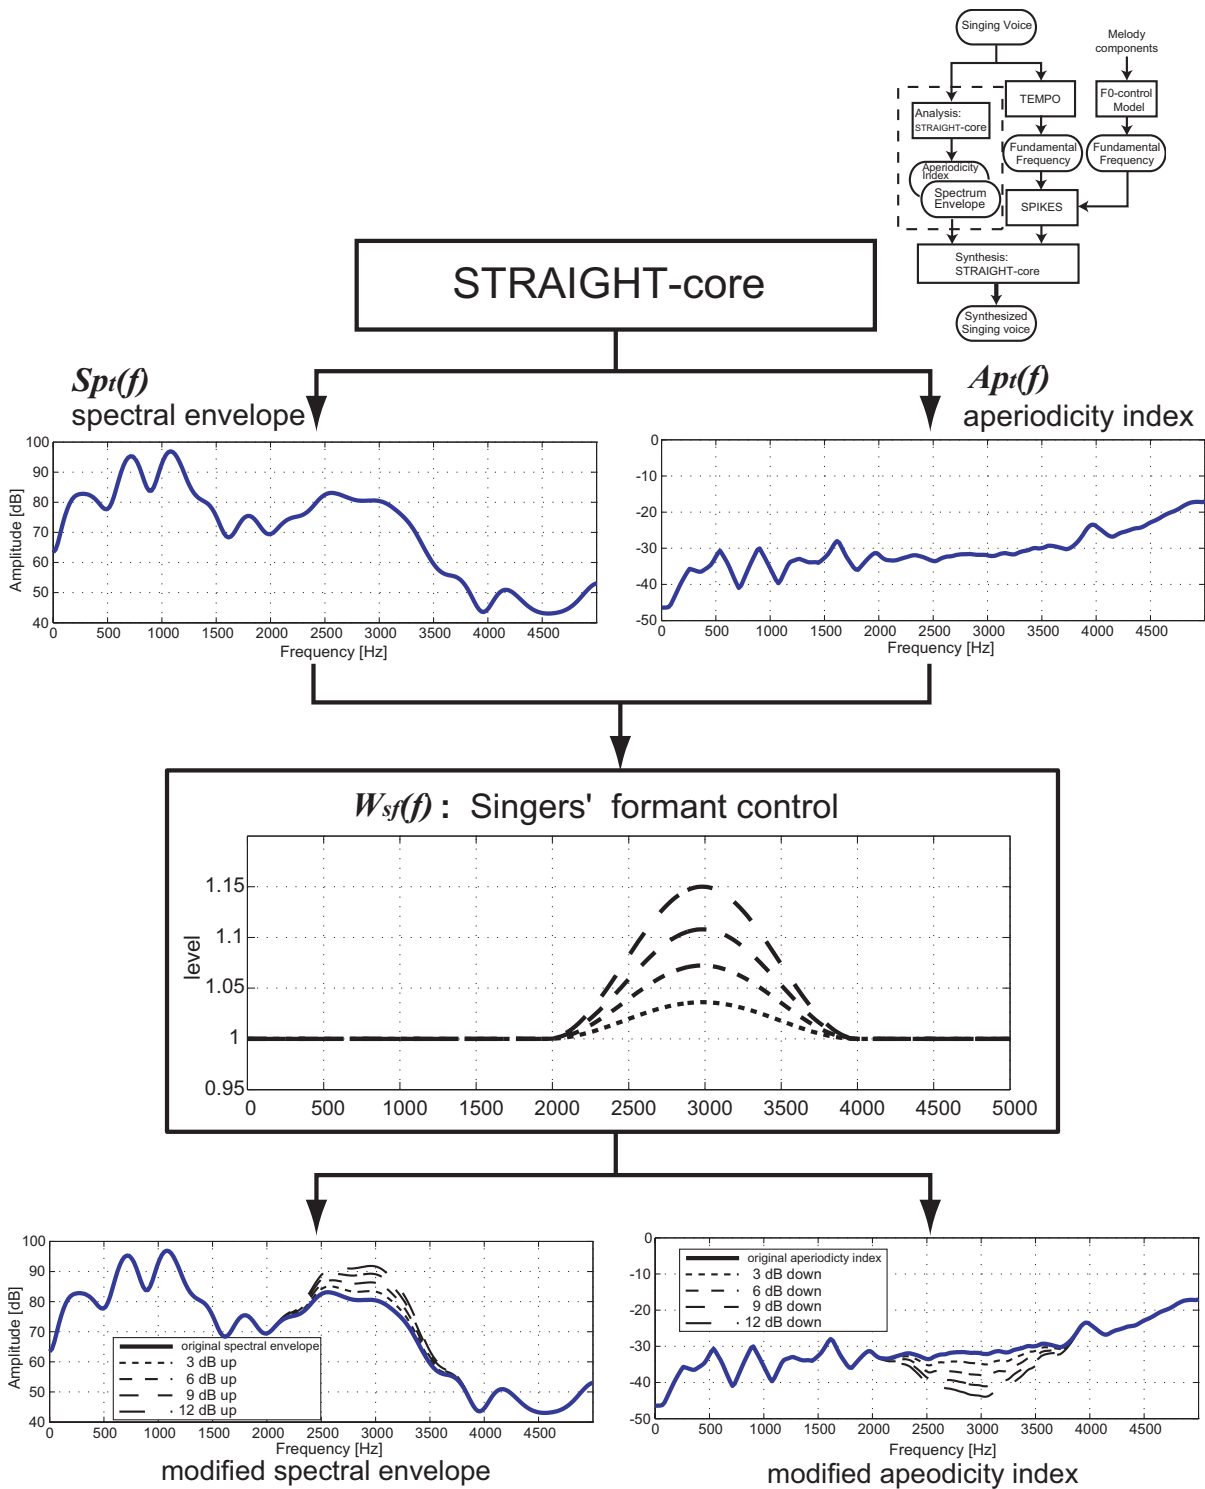 Singing Voice
Melody
components
TEMPO
F0-control
Model
Analysis:
STRAIGHT-core
Fundamental
Frequency
Fundamental
Frequency
Aperiodicity
Index
Spectrum
Envelope
SPIKES
Synthesis:
STRAIGHT-core
Synthesized
Singing voice
STRAIGHT-core
Spt(f)
spectral envelope
Apt(f)
aperiodicity index
100
90
80
70
60
50
40
Amplitude [dB]
0 500 1000 1500 2000 2500 3000 3500 4000 4500
Frequency [Hz]
0
-10
-20
-30
-40
-50
0 500 1000 1500 2000 2500 3000 3500 4000 4500
Frequency [Hz]
Wsf(f) : Singers' formant control
1.15
1.1
1.05
1
0.95
level
0 500 1000 1500 2000 2500 3000 3500 4000 4500 5000
100
90
80
70
60
50
40
Amplitude [dB]
original spectral envelope
3 dB up
6 dB up
9 dB up
12 dB up
0 500 1000 1500 2000 2500 3000 3500 4000 4500
Frequency [Hz]
modified spectral envelope
0
-10
-20
-30
-40
-50
original aperiodicty index
3 dB down
6 dB down
9 dB down
12 dB down
0 500 1000 1500 2000 2500 3000 3500 4000 4500
Frequency [Hz]
modified apeodicity index